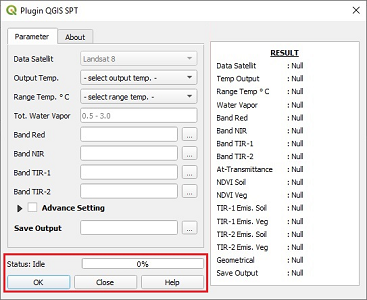 Plugin QGIS SPT
Parameter
About
Data Satellit
Landsat 8
Output Temp.
- select output temp. -
Range Temp. ° C
- select range temp. -
Tot. Water Vapor
0.5 - 3.0
Band Red
...
Band NIR
...
Band TIR-1
...
Band TIR-2
...
Advance Setting
Save Output
...
Status: Idle
0%
OK
Close
Help
RESULT
Data Satellit : Null
Temp Output : Null
Range Temp ° C : Null
Water Vapor : Null
Band Red : Null
Band NIR : Null
Band TIR-1 : Null
Band TIR-2 : Null
At-Transmittance : Null
NDVI Soil : Null
NDVI Veg : Null
TIR-1 Emis. Soil : Null
TIR-1 Emis. Veg : Null
TIR-2 Emis. Soil : Null
TIR-2 Emis. Veg : Null
Geometrical : Null
Save Output : Null